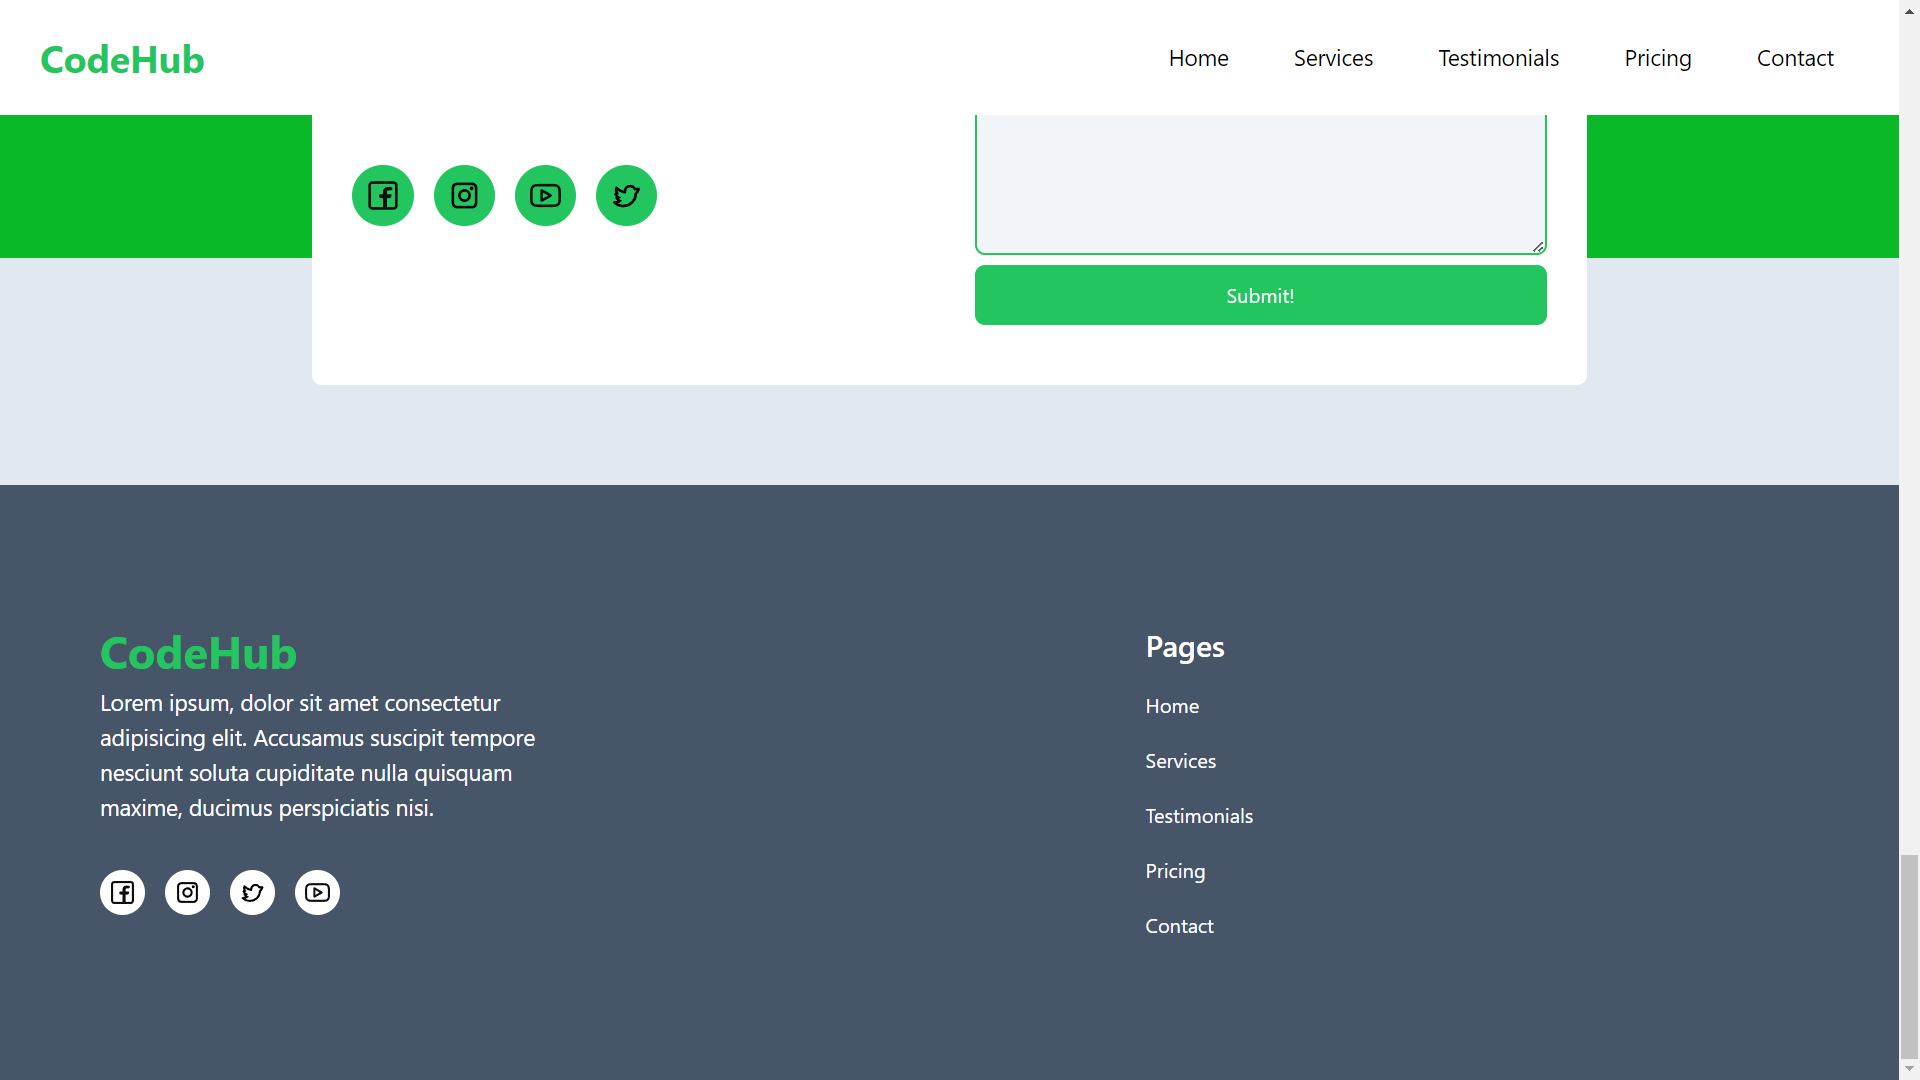 CodeHub
Home
Services
Testimonials
Pricing
Contact
Submit!
CodeHub
Lorem ipsum, dolor sit amet consectetur
adipisicing elit. Accusamus suscipit tempore
nesciunt soluta cupiditate nulla quisquam
maxime, ducimus perspiciatis nisi.
Pages
Home
Services
Testimonials
Pricing
Contact